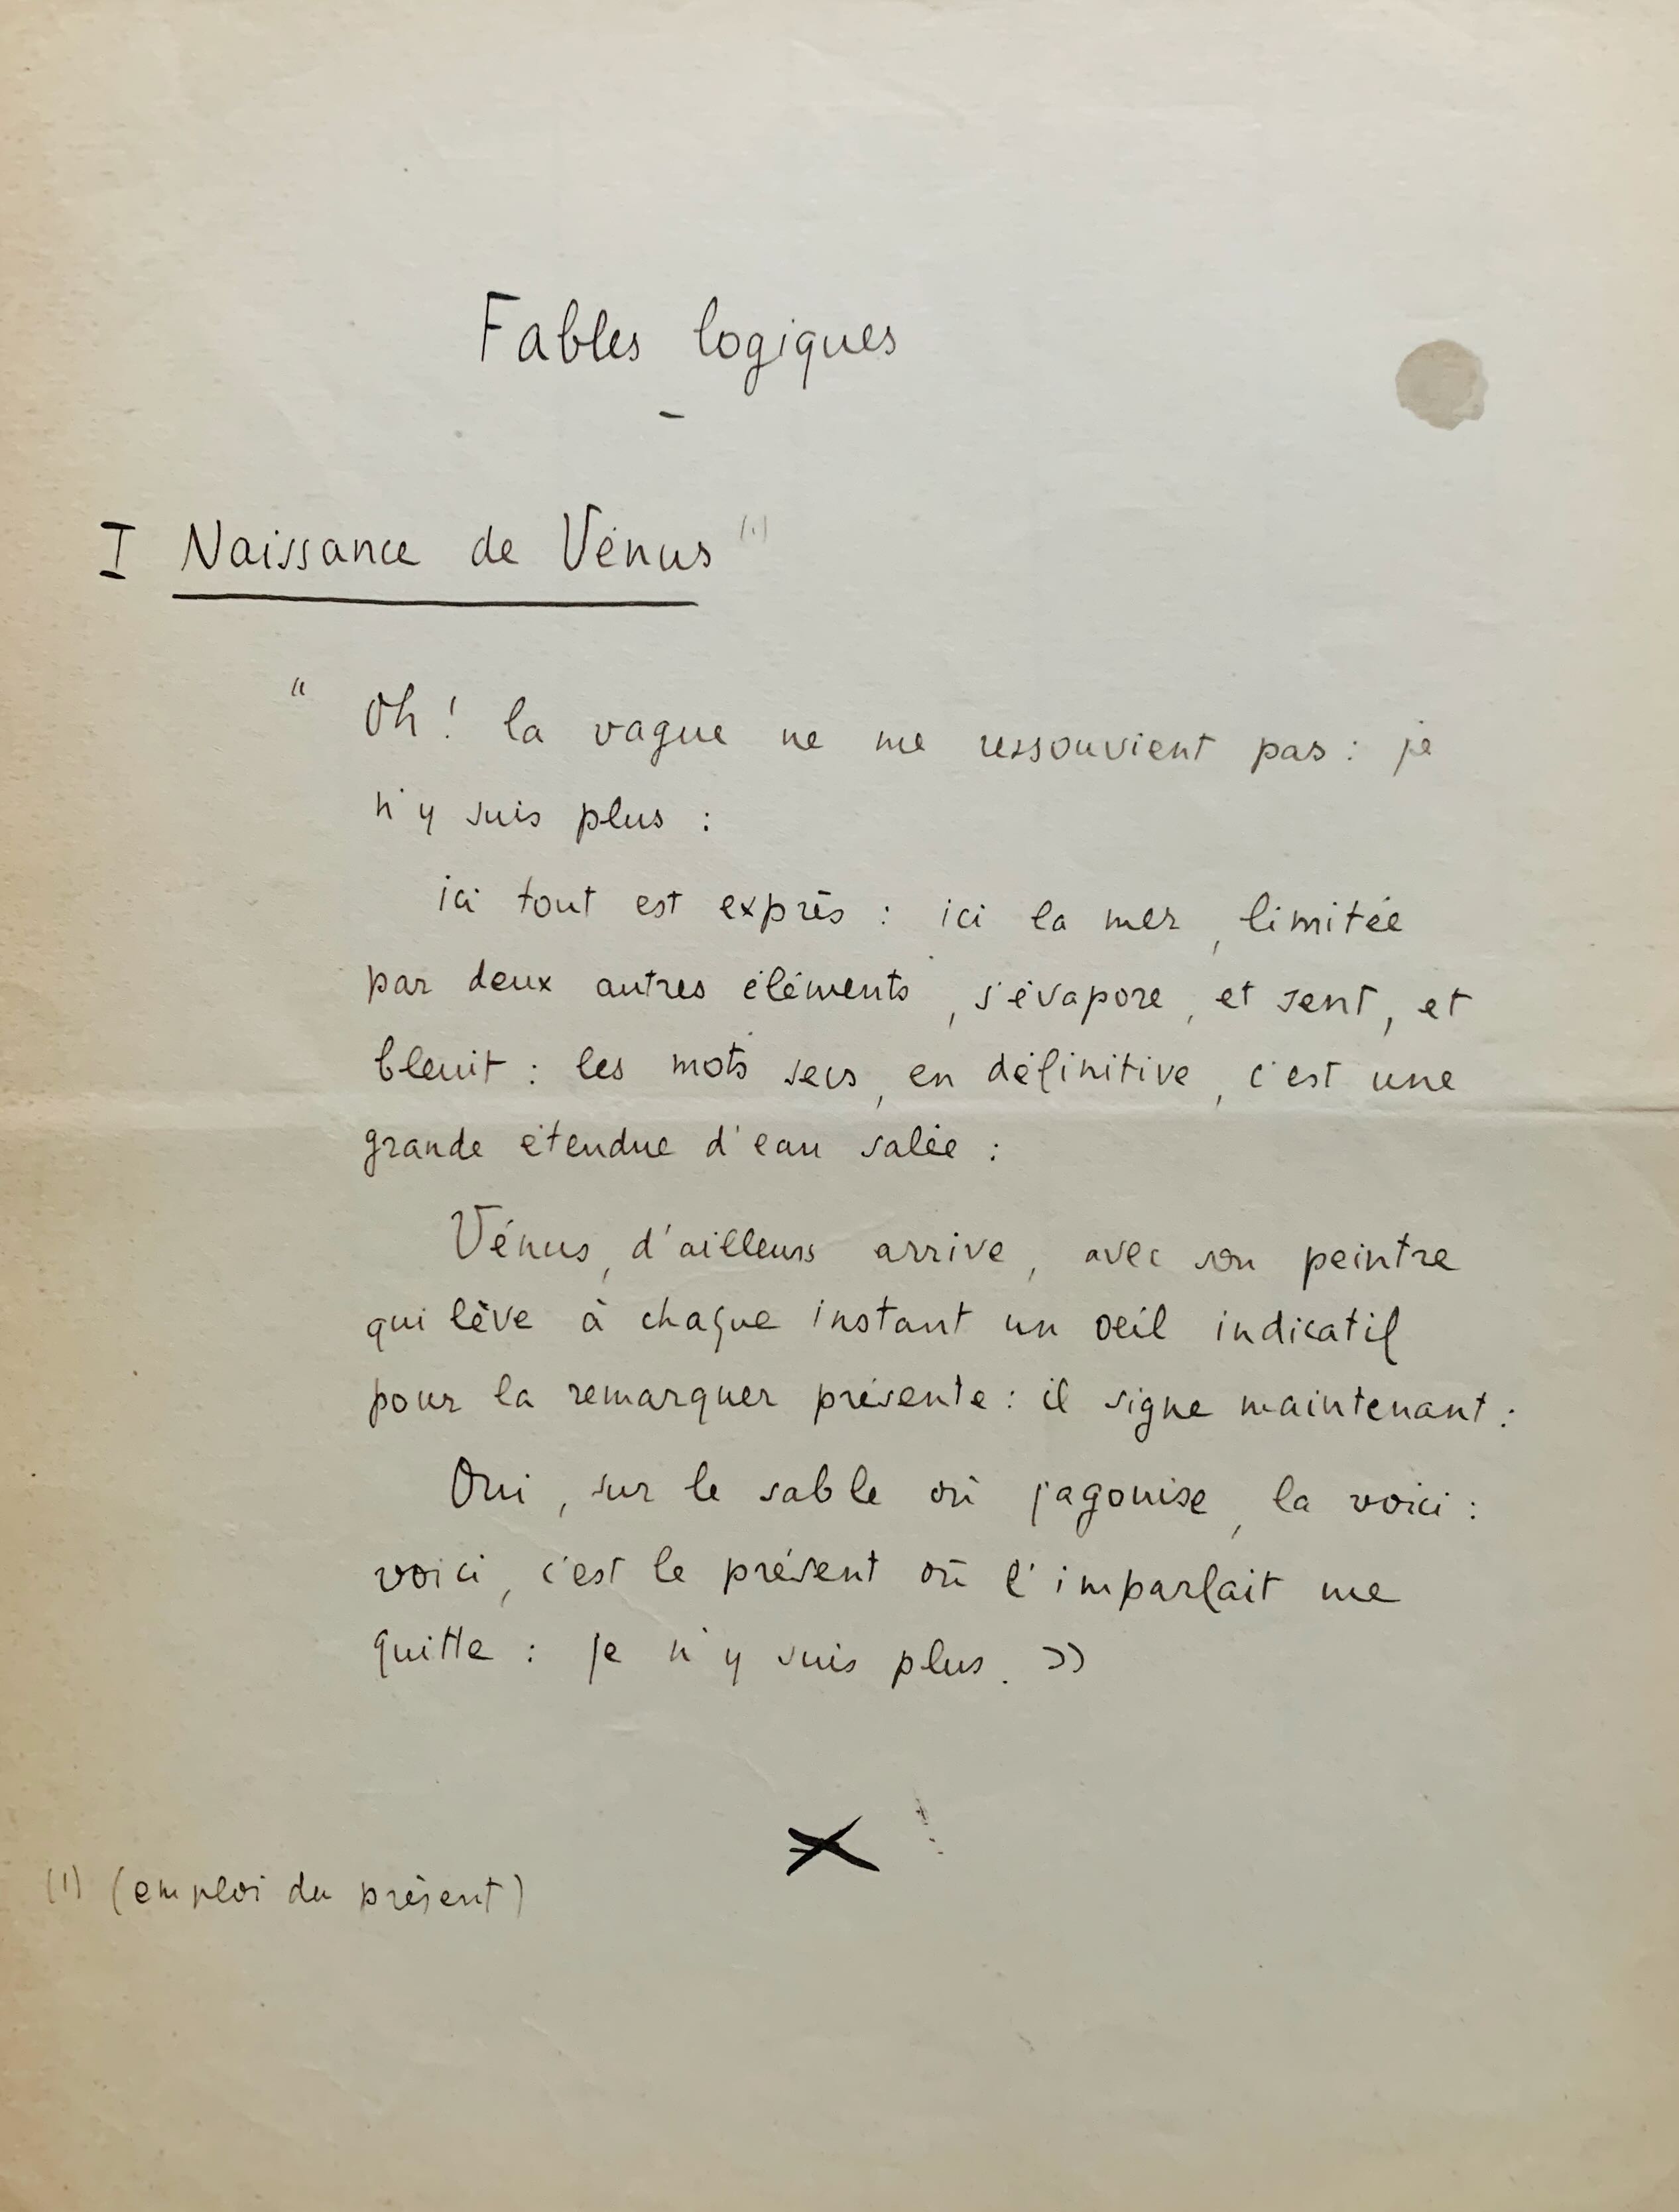 Fables logiques
–
I Naissance de Vénus (1)
" Oh ! la vague ne me ressouvient pas : je
n'y suis plus :
ici tout est exprès : ici la mer, limitée
par deux autres éléments, s'évapore, et sent, et
bleuit : les mots secs, en définitive, c'est une
grande étendue d'eau salée :
Vénus, d'ailleurs arrive, avec son peintre
qui lève à chaque instant un oeil indicatif
pour la remarquer présente : il signe maintenant :
Oui, sur le sable où j'agonise, la voici :
voici, c'est le présent où l'imparfait me
quitte : je n'y suis plus. »
(1) (emploi du présent)